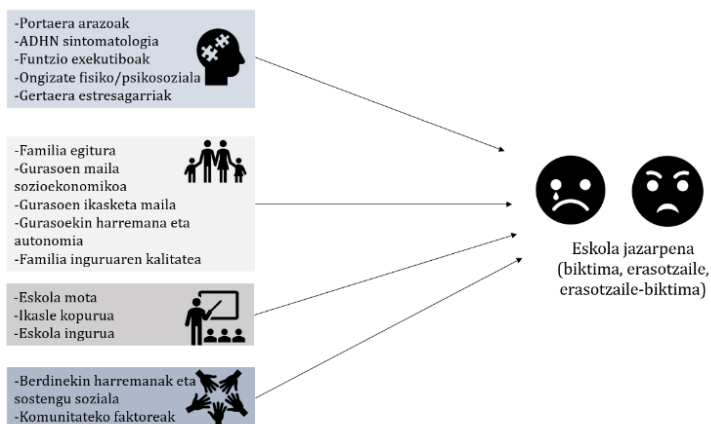 -Portaera arazoak
-ADHN sintomatologia
-Funtzio exekutiboak
-Ongizate fisiko/psikosoziala
-Gertaera estresagarriak
-Familia egitura
-Gurasoen maila
sozioekonomikoa
-Gurasoen ikasketa maila
-Gurasoekin harremana eta
autonomia
-Familia inguruaren kalitatea
-Eskola mota
-Ikasle kopurua
-Eskola ingurua
-Berdinekin harremanak eta
sostengu soziala
-Komunitateko faktoreak
Eskola jazarpena
(biktima, erasotzaile,
erasotzaile-biktima)